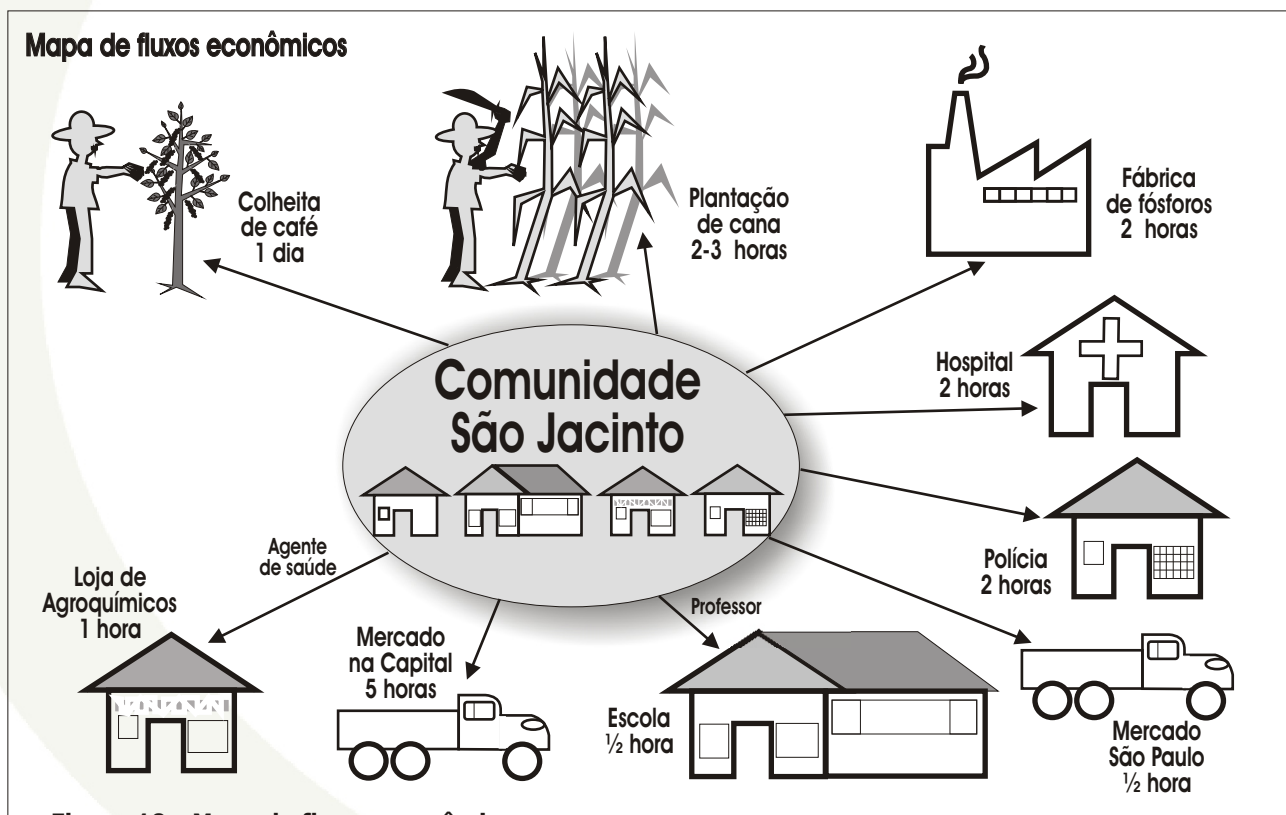 Mapa de fluxos econômicos
Colheita
de café
1 dia
Plantação
de cana
2-3 horas
Fábrica
de fósforos
2 horas
Comunidade
São Jacinto
Hospital
2 horas
Polícia
2 horas
Agente
de saúde
Loja de
Agroquímicos
1 hora
Mercado
na Capital
5 horas
Professor
Escola
½ hora
Mercado
São Paulo
½ hora